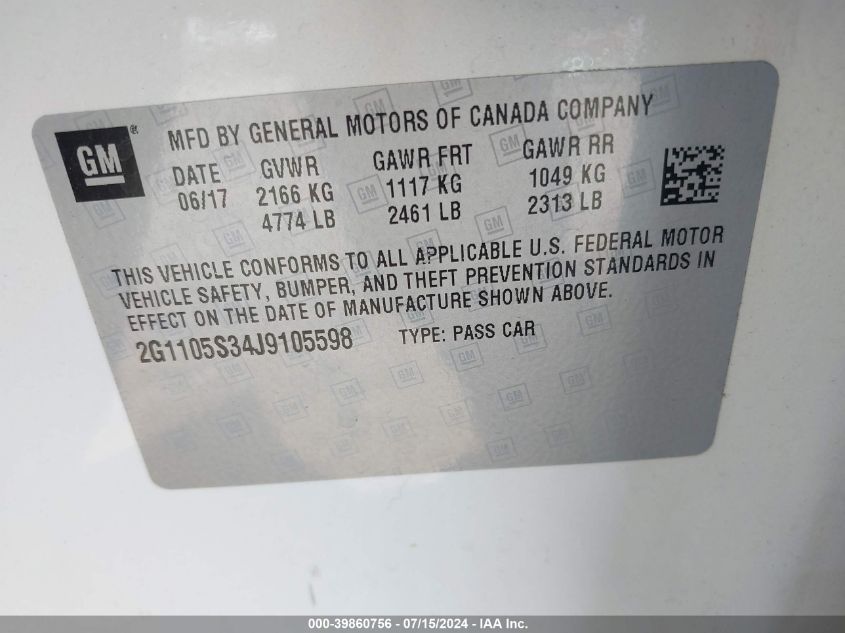 GM®
MFD BY GENERAL MOTORS OF CANADA COMPANY
DATE GVWR GAWR FRT GAWR RR
06/17 2166 KG 1117 KG 1049 KG
4774 LB 2461 LB 2313 LB
THIS VEHICLE CONFORMS TO ALL APPLICABLE U.S. FEDERAL MOTOR
VEHICLE SAFETY, BUMPER, AND THEFT PREVENTION STANDARDS IN
EFFECT ON THE DATE OF MANUFACTURE SHOWN ABOVE.
2G1105S34J9105598 TYPE: PASS CAR
000-39860756 - 07/15/2024 - IAA Inc.